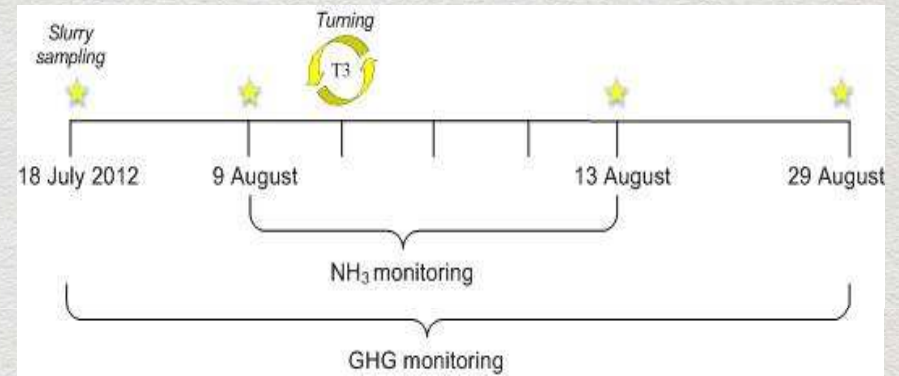 Slurry
sampling
Turning
T3
18 July 2012
9 August
13 August
29 August
NH₃ monitoring
GHG monitoring